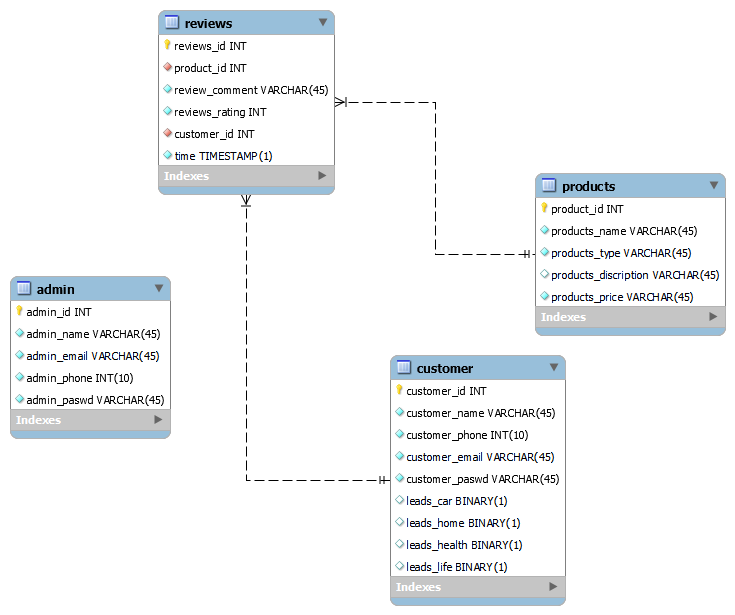 reviews
reviews_id INT
product_id INT
review_comment VARCHAR(45)
reviews_rating INT
customer_id INT
time TIMESTAMP(1)
Indexes
products
product_id INT
products_name VARCHAR(45)
products_type VARCHAR(45)
products_discription VARCHAR(45)
products_price VARCHAR(45)
Indexes
admin
admin_id INT
admin_name VARCHAR(45)
admin_email VARCHAR(45)
admin_phone INT(10)
admin_paswd VARCHAR(45)
Indexes
customer
customer_id INT
customer_name VARCHAR(45)
customer_phone INT(10)
customer_email VARCHAR(45)
customer_paswd VARCHAR(45)
leads_car BINARY(1)
leads_home BINARY(1)
leads_health BINARY(1)
leads_life BINARY(1)
Indexes